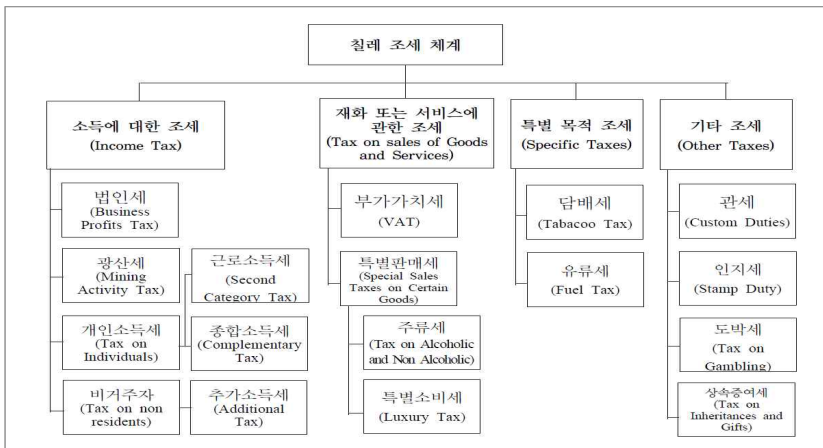 칠레 조세 체계
소득에 대한 조세
(Income Tax)
법인세
(Business
Profits Tax)
광산세
(Mining
Activity Tax)
근로소득세
(Second
Category Tax)
개인소득세
(Tax on
Individuals)
종합소득세
(Complementary
Tax)
비거주자
(Tax on non
residents)
추가소득세
(Additional
Tax)
재화 또는 서비스에
관한 조세
(Tax on sales of Goods
and Services)
부가가치세
(VAT)
특별판매세
(Special Sales
Taxes on Certain
Goods)
주류세
(Tax on Alcoholic
and Non Alcoholic)
특별소비세
(Luxury Tax)
특별 목적 조세
(Specific Taxes)
담배세
(Tabacoo Tax)
유류세
(Fuel Tax)
기타 조세
(Other Taxes)
관세
(Custom Duties)
인지세
(Stamp Duty)
도박세
(Tax on
Gambling)
상속증여세
(Tax on
Inheritances and
Gifts)